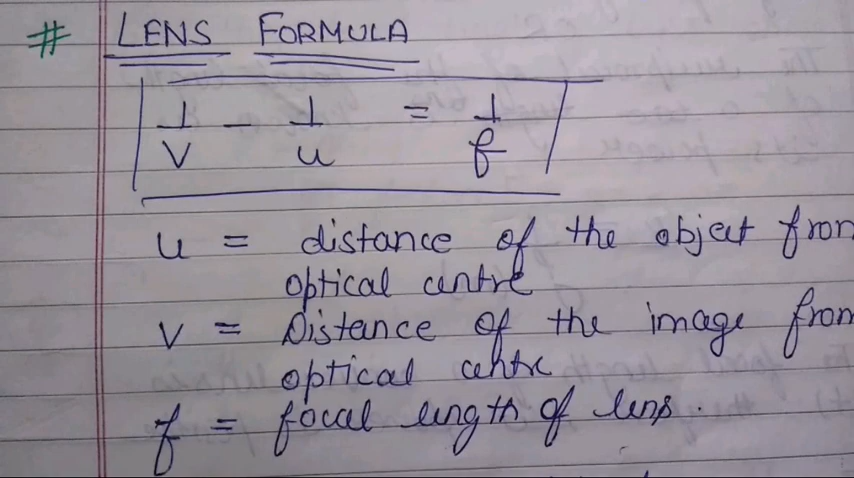 # LENS FORMULA
1/V - 1/u = 1/f
u = distance of the object from
optical centre
v = Distance of the image from
optical centre
f = focal length of lens.